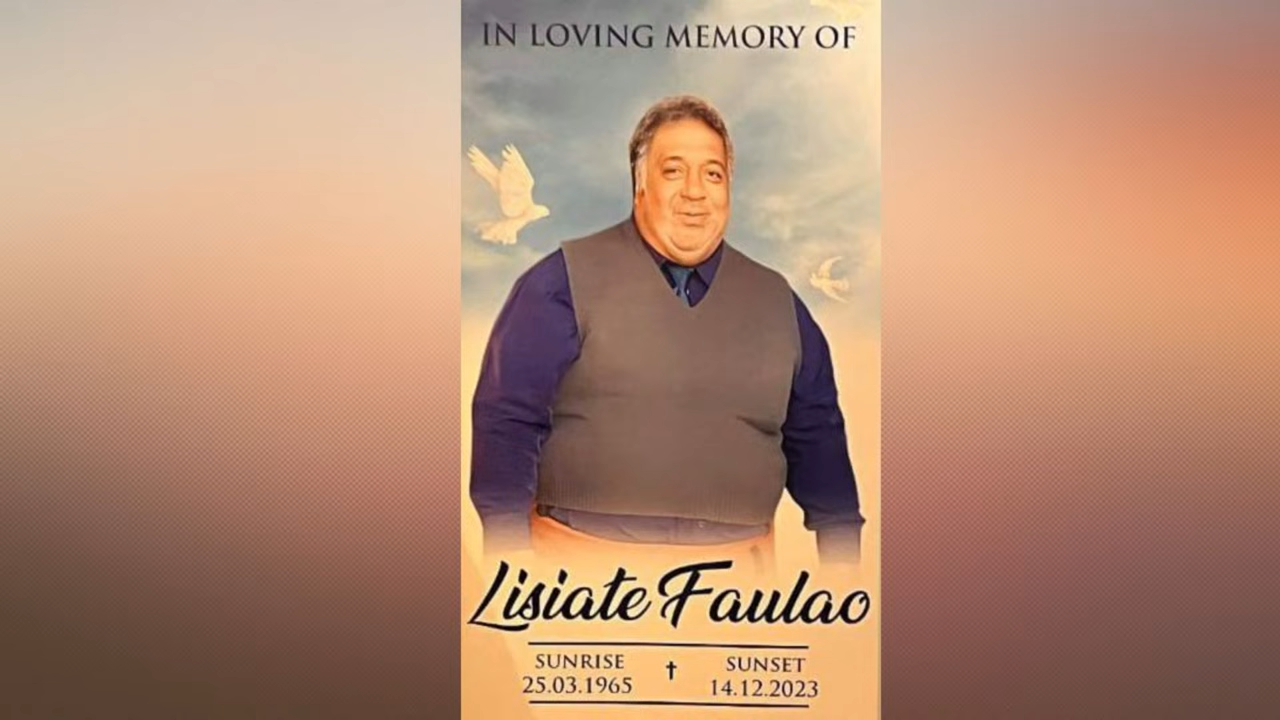 IN LOVING MEMORY OF
Lisiate Faulao
SUNRISE
25.03.1965
†
SUNSET
14.12.2023